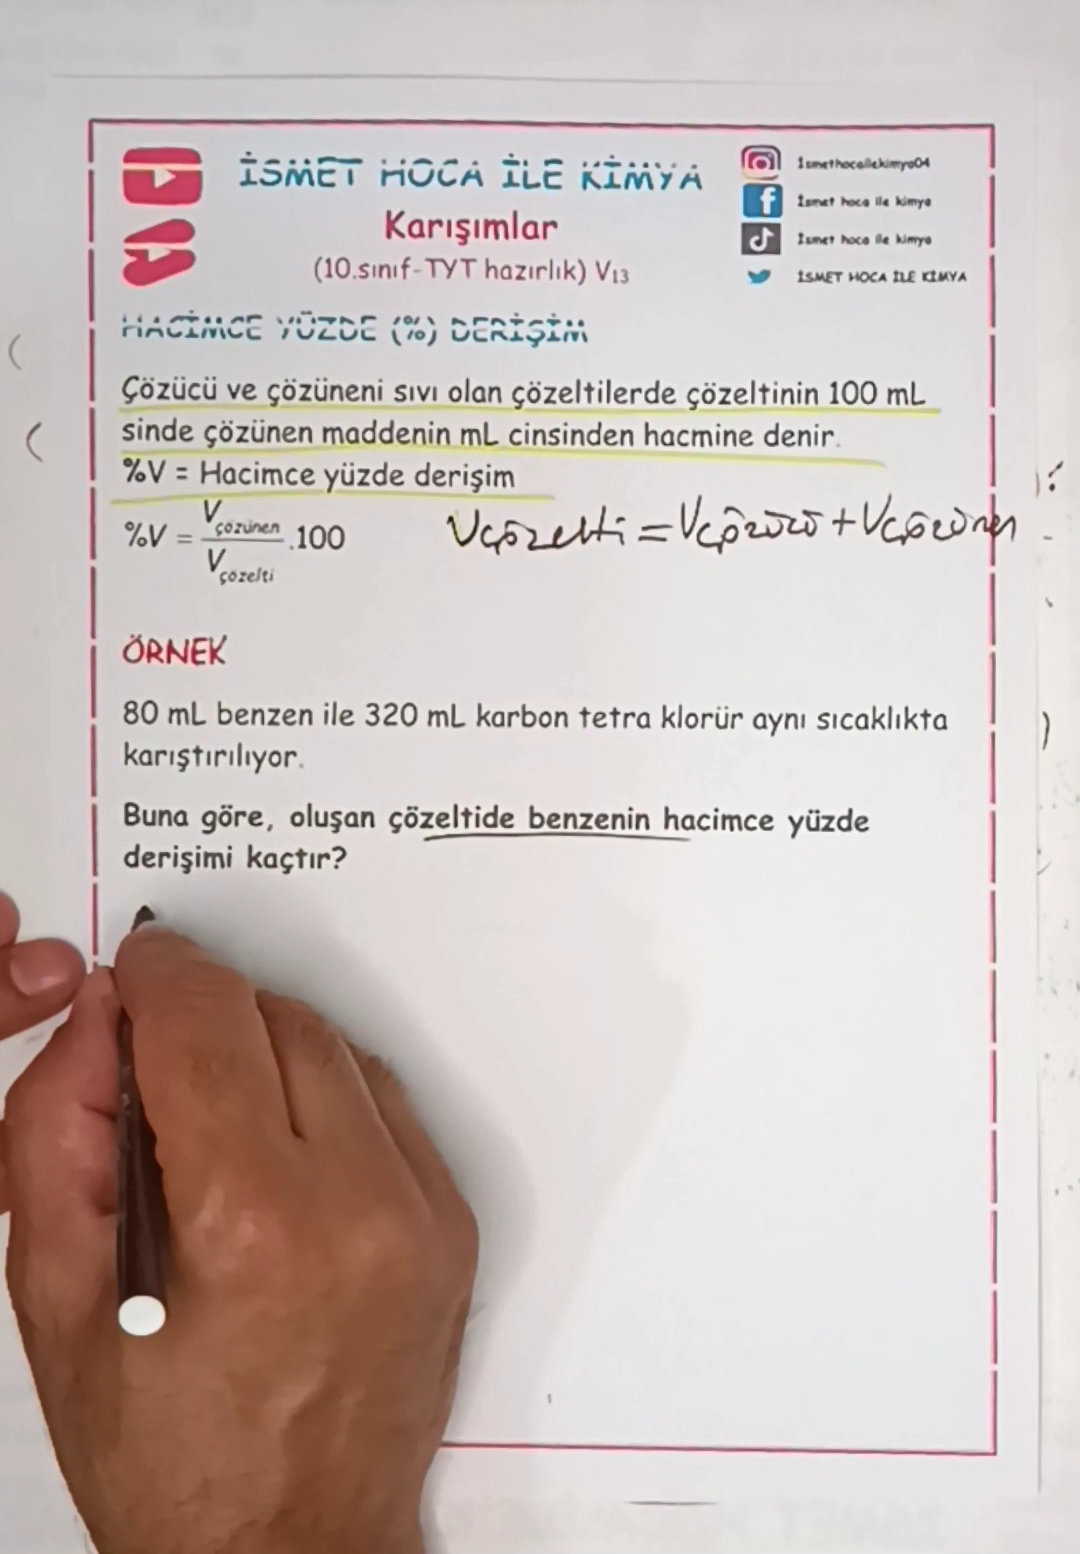 İSMET HOCA İLE KİMYA
Karışımlar
(10.sınıf-TYT hazırlık) V13
ismethocailekimya04
İsmet hoca ile kimya
İsmet hoca ile kimya
İSMET HOCA İLE KİMYA
HACİMCE YÜZDE (%) DERİŞİM
Çözücü ve çözüneni sıvı olan çözeltilerde çözeltinin 100 mL
sinde çözünen maddenin mL cinsinden hacmine denir.
%V = Hacimce yüzde derişim
%V = Vçözünen / Vçözelti .100
Vçözelti = Vçözücü + Vçözünen
ÖRNEK
80 mL benzen ile 320 mL karbon tetra klorür aynı sıcaklıkta
karıştırılıyor.
Buna göre, oluşan çözeltide benzenin hacimce yüzde
derişimi kaçtır?
1